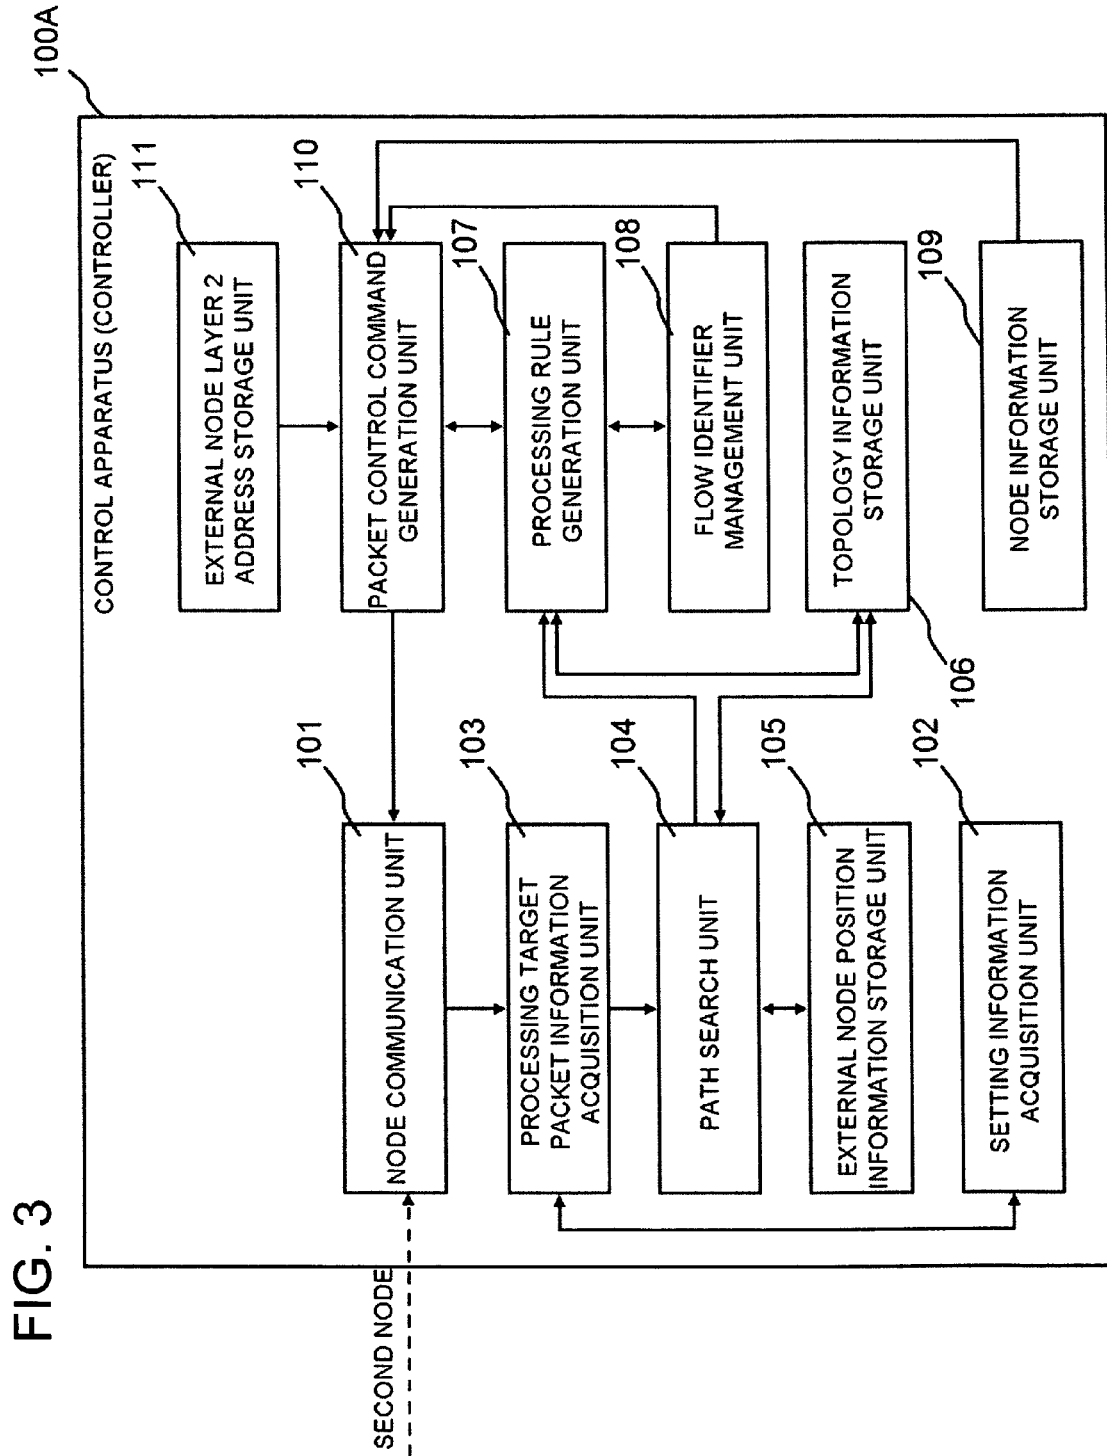 FIG. 3
100A
CONTROL APPARATUS (CONTROLLER)
SECOND NODE
101
NODE COMMUNICATION UNIT
103
PROCESSING TARGET
PACKET INFORMATION
ACQUISITION UNIT
104
PATH SEARCH UNIT
105
EXTERNAL NODE POSITION
INFORMATION STORAGE UNIT
102
SETTING INFORMATION
ACQUISITION UNIT
111
EXTERNAL NODE LAYER 2
ADDRESS STORAGE UNIT
110
PACKET CONTROL COMMAND
GENERATION UNIT
107
PROCESSING RULE
GENERATION UNIT
108
FLOW IDENTIFIER
MANAGEMENT UNIT
106
TOPOLOGY INFORMATION
STORAGE UNIT
109
NODE INFORMATION
STORAGE UNIT